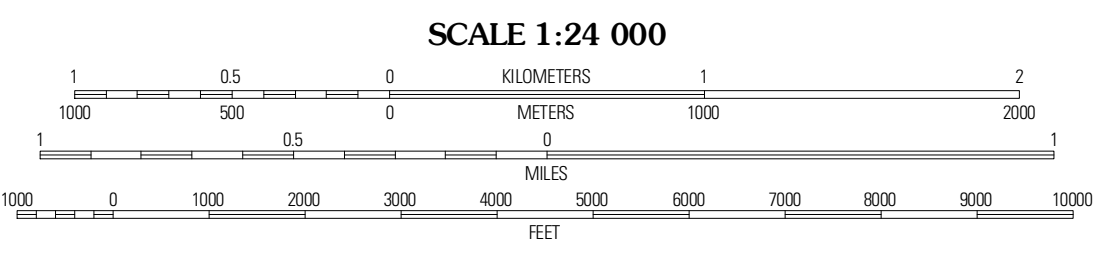 SCALE 1:24 000
1 0.5 0 KILOMETERS 1 2
1000 500 0 METERS 1000 2000
1 0.5 0 1
MILES
1000 0 1000 2000 3000 4000 5000 6000 7000 8000 9000 10000
FEET